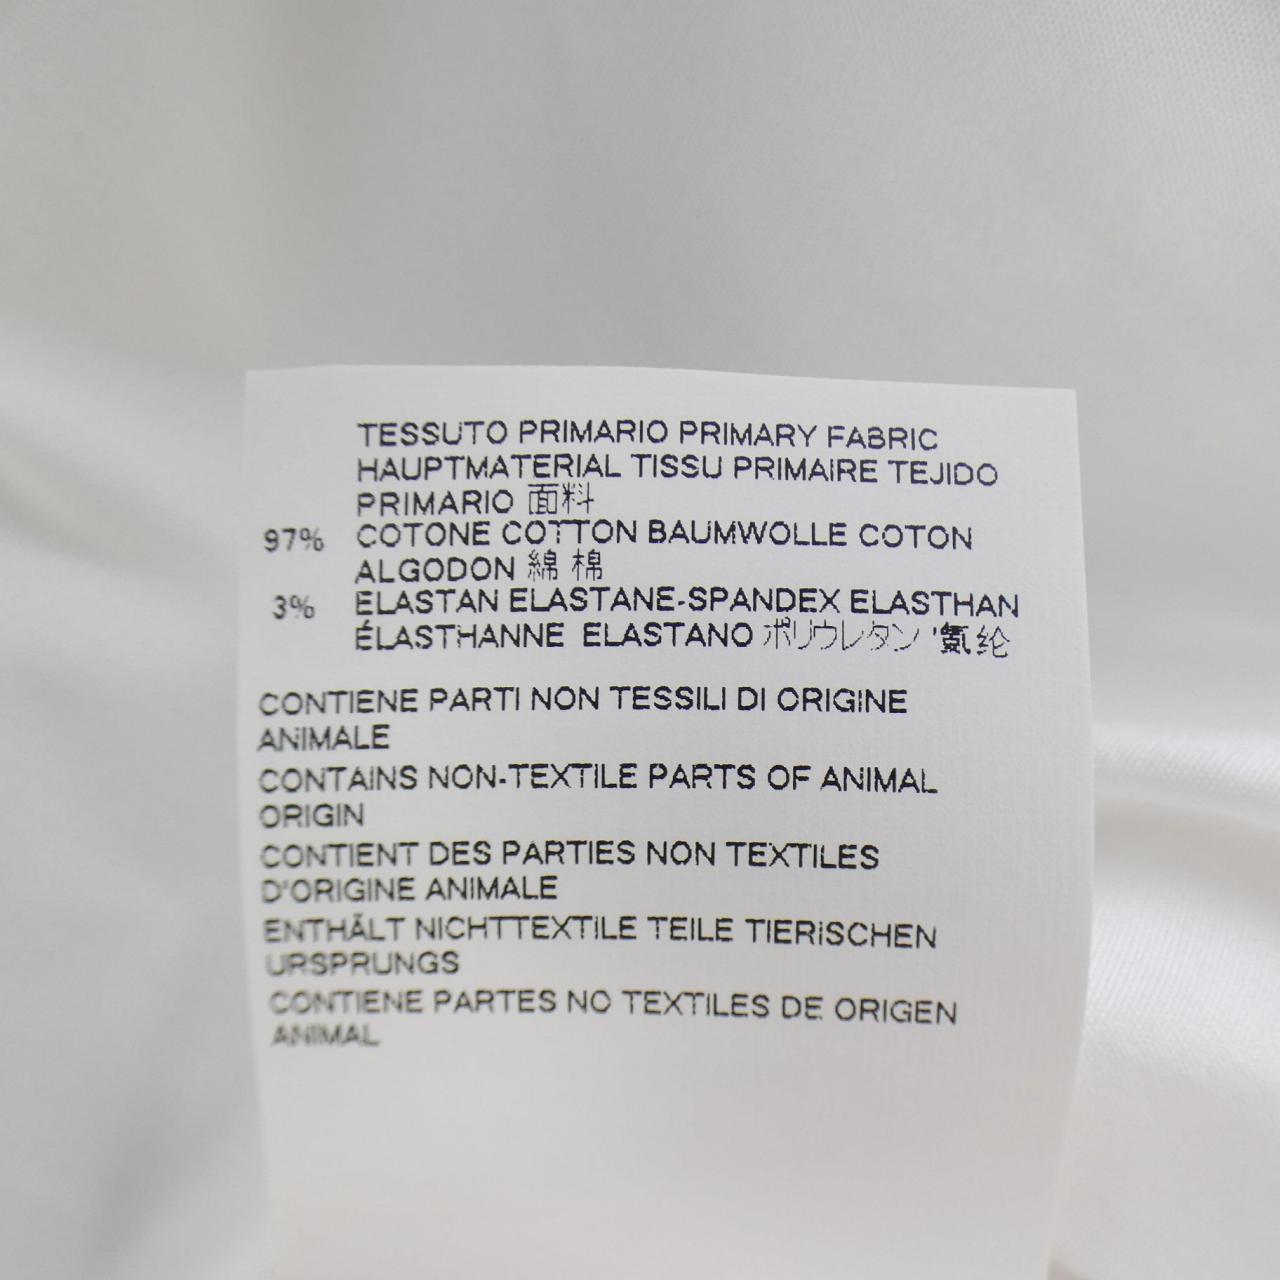 TESSUTO PRIMARIO PRIMARY FABRIC
HAUPTMATERIAL TISSU PRIMAIRE TEJIDO
PRIMARIO 面料
97% COTONE COTTON BAUMWOLLE COTON
ALGODON 綿 棉
3% ELASTAN ELASTANE-SPANDEX ELASTHAN
ÉLASTHANNE ELASTANO ポリウレタン '氨纶
CONTIENE PARTI NON TESSILI DI ORIGINE
ANIMALE
CONTAINS NON-TEXTILE PARTS OF ANIMAL
ORIGIN
CONTIENT DES PARTIES NON TEXTILES
D'ORIGINE ANIMALE
ENTHÄLT NICHTTEXTILE TEILE TIERISCHEN
URSPRUNGS
CONTIENE PARTES NO TEXTILES DE ORIGEN
ANIMAL